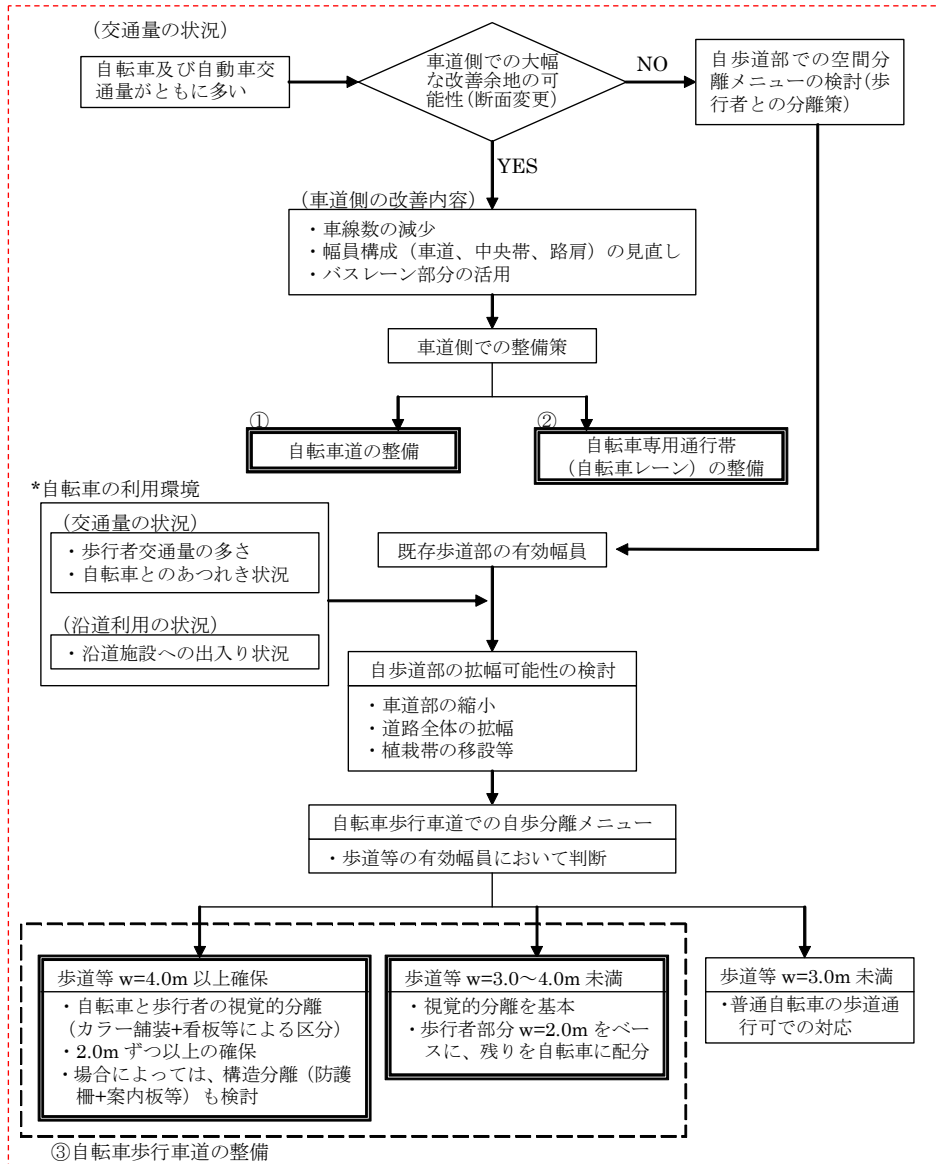 （交通量の状況）
自転車及び自動車交
通量がともに多い
車道側での大幅
な改善余地の可
能性(断面変更)
NO
自歩道部での空間分
離メニューの検討(歩
行者との分離策)
YES
（車道側の改善内容）
・車線数の減少
・幅員構成（車道、中央帯、路肩）の見直し
・バスレーン部分の活用
車道側での整備策
①
自転車道の整備
②
自転車専用通行帯
（自転車レーン）の整備
*自転車の利用環境
（交通量の状況）
・歩行者交通量の多さ
・自転車とのあつれき状況
（沿道利用の状況）
・沿道施設への出入り状況
既存歩道部の有効幅員
自歩道部の拡幅可能性の検討
・車道部の縮小
・道路全体の拡幅
・植栽帯の移設等
自転車歩行車道での自歩分離メニュー
・歩道等の有効幅員において判断
歩道等 w=4.0m 以上確保
・自転車と歩行者の視覚的分離
（カラー舗装+看板等による区分）
・2.0m ずつ以上の確保
・場合によっては、構造分離（防護
柵+案内板等）も検討
歩道等 w=3.0～4.0m 未満
・視覚的分離を基本
・歩行者部分 w=2.0m をベー
スに、残りを自転車に配分
歩道等 w=3.0m 未満
・普通自転車の歩道通
行可での対応
③自転車歩行車道の整備